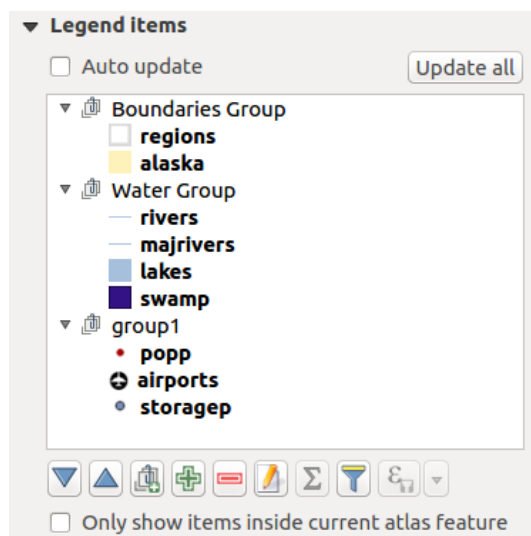 Legend items
Auto update
Update all
Boundaries Group
regions
alaska
Water Group
rivers
majrivers
lakes
swamp
group1
popp
airports
storagep
Σ
ε
Only show items inside current atlas feature